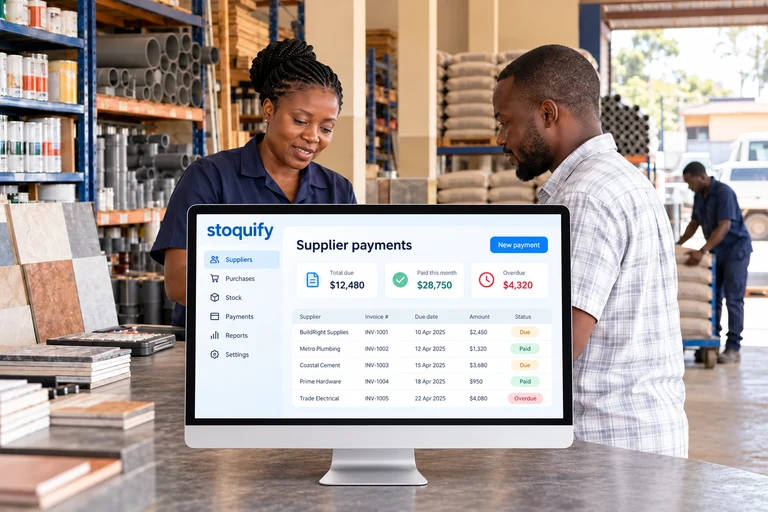 stoquify
Suppliers
Purchases
Stock
Payments
Reports
Settings
Supplier payments
New payment
Total due
$12,480
Paid this month
$28,750
Overdue
$4,320
Supplier Invoice # Due date Amount Status
BuildRight Supplies INV-1001 10 Apr 2025 $2,450 Due
Metro Plumbing INV-1002 12 Apr 2025 $1,320 Paid
Coastal Cement INV-1003 15 Apr 2025 $3,680 Due
Prime Hardware INV-1004 18 Apr 2025 $950 Paid
Trade Electrical INV-1005 22 Apr 2025 $4,080 Overdue